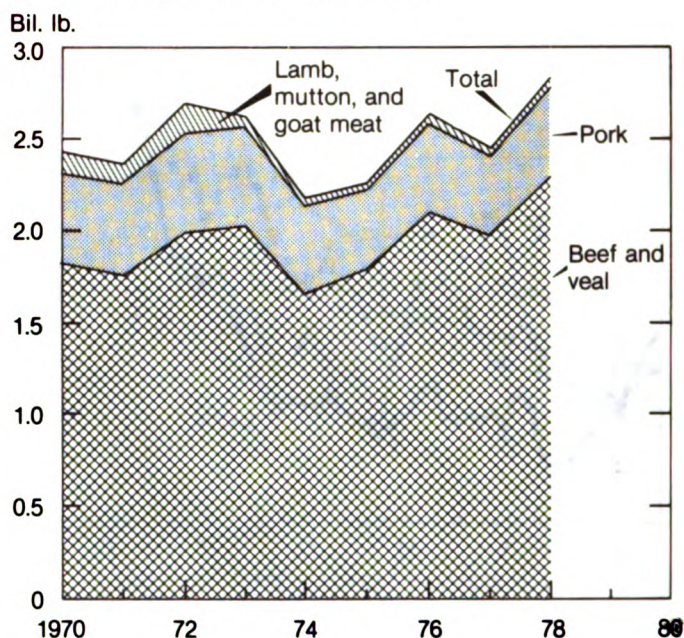 Bil. lb.
3.0
Lamb,
mutton, and
goat meat
Total
2.5
Pork
2.0
Beef and
veal
1.5
1.0
0.5
0
1970 72 74 76 78